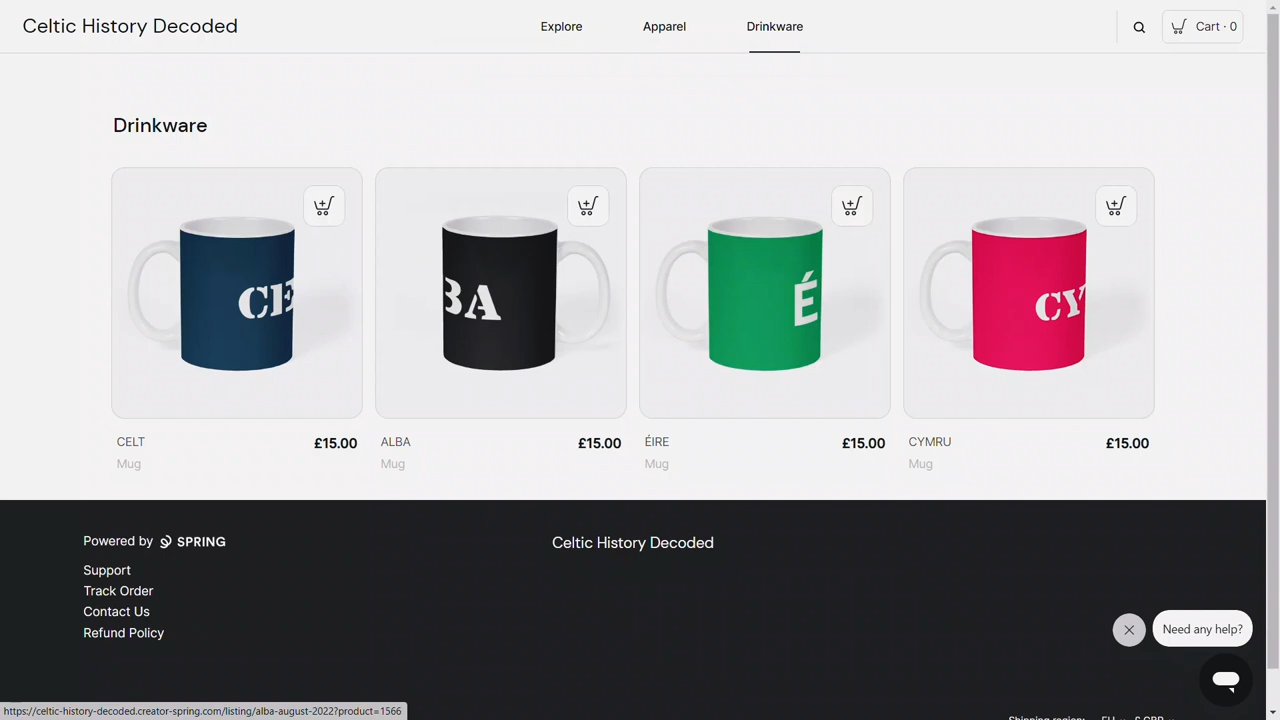 Celtic History Decoded
Explore
Apparel
Drinkware
Cart · 0
Drinkware
CE
BA
É
CY
CELT
£15.00
Mug
ALBA
£15.00
Mug
ÉIRE
£15.00
Mug
CYMRU
£15.00
Mug
Powered by SPRING
Celtic History Decoded
Support
Track Order
Contact Us
Refund Policy
Need any help?
https://celtic-history-decoded.creator-spring.com/listing/alba-august-2022?product=1566
Shipping region: